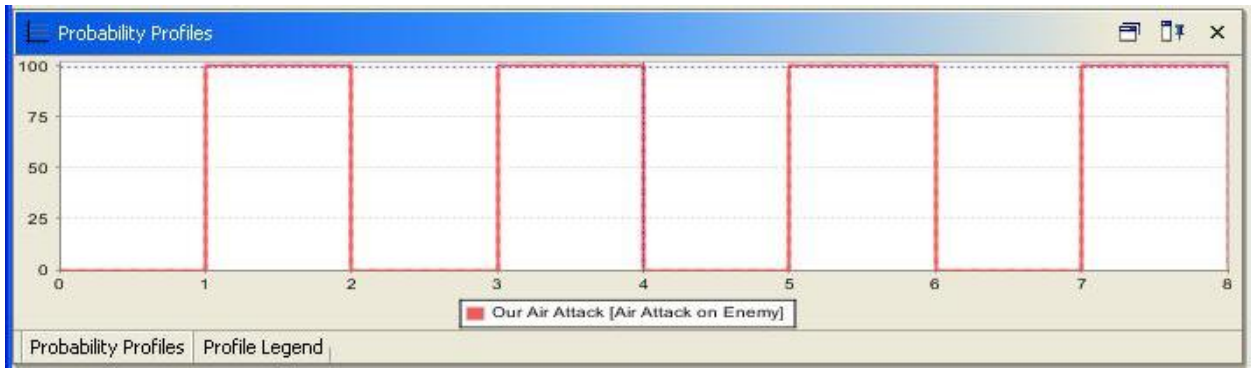 Probability Profiles
100
75
50
25
0
0 1 2 3 4 5 6 7 8
Our Air Attack [Air Attack on Enemy]
Probability Profiles Profile Legend